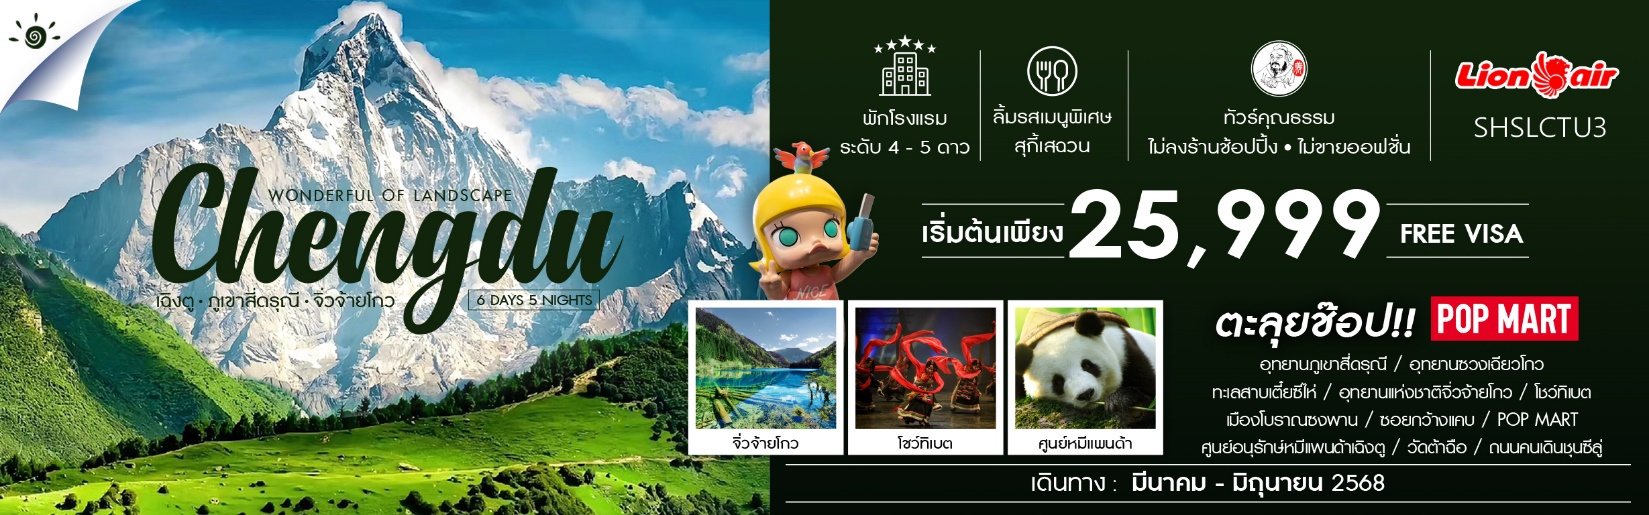 WONDERFUL OF LANDSCAPE
Chengdu
เฉิงตู • ภูเขาสี่ดรุณี • จิ่วจ้ายโกว
6 DAYS 5 NIGHTS
พักโรงแรม
ระดับ 4 - 5 ดาว
ลิ้มรสเมนูพิเศษ
สุกี้เสฉวน
ทัวร์คุณธรรม
ไม่ลงร้านช้อปปิ้ง • ไม่ขายออฟชั่น
Lion air
SHSLCTU3
เริ่มต้นเพียง 25,999 FREE VISA
NICE
จิ่วจ้ายโกว
โชว์ทิเบต
ศูนย์หมีแพนด้า
ตะลุยช๊อป!! POP MART
อุทยานภูเขาสี่ดรุณี / อุทยานซวงเฉียวโกว
ทะเลสาบเตี๋ยซีไห่ / อุทยานแห่งชาติจิ่วจ้ายโกว / โชว์ทิเบต
เมืองโบราณซงพาน / ซอยกว้างแคบ / POP MART
ศูนย์อนุรักษ์หมีแพนด้าเฉิงตู / วัดต้าฉือ / ถนนคนเดินชุนซีลู่
เดินทาง : มีนาคม - มิถุนายน 2568